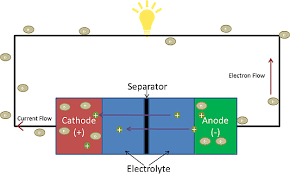 Electron Flow
Separator
Cathode
(+)
Anode
(-)
Current Flow
Electrolyte